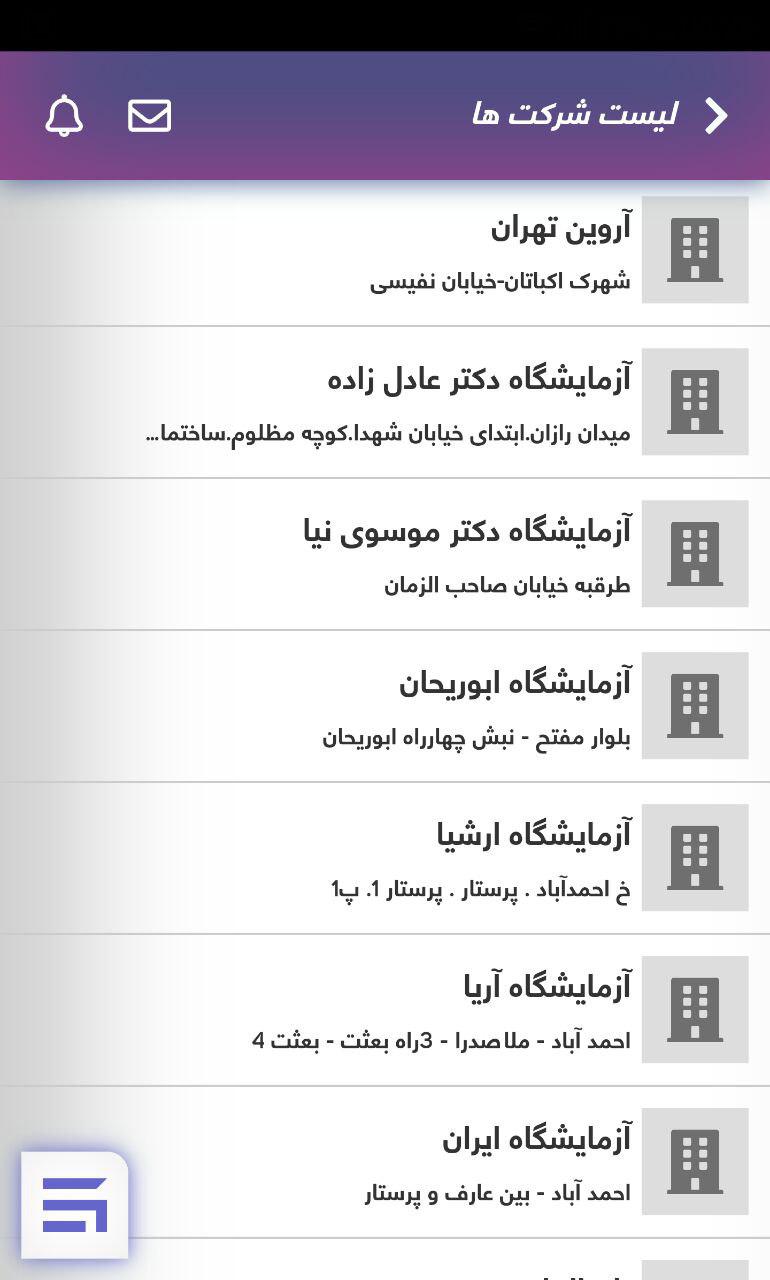 لیست شرکت ها
آروین تهران
شهرک اکباتان-خیابان نفیسی
آزمایشگاه دکتر عادل زاده
میدان رازان.ابتدای خیابان شهدا.کوچه مظلوم.ساختما...
آزمایشگاه دکتر موسوی نیا
طرقبه خیابان صاحب الزمان
آزمایشگاه ابوریحان
بلوار مفتح - نبش چهارراه ابوریحان
آزمایشگاه ارشیا
خ احمدآباد . پرستار . پرستار 1. پ1
آزمایشگاه آریا
احمد آباد - ملاصدرا - 3راه بعثت - بعثت 4
آزمایشگاه ایران
احمد آباد - بین عارف و پرستار